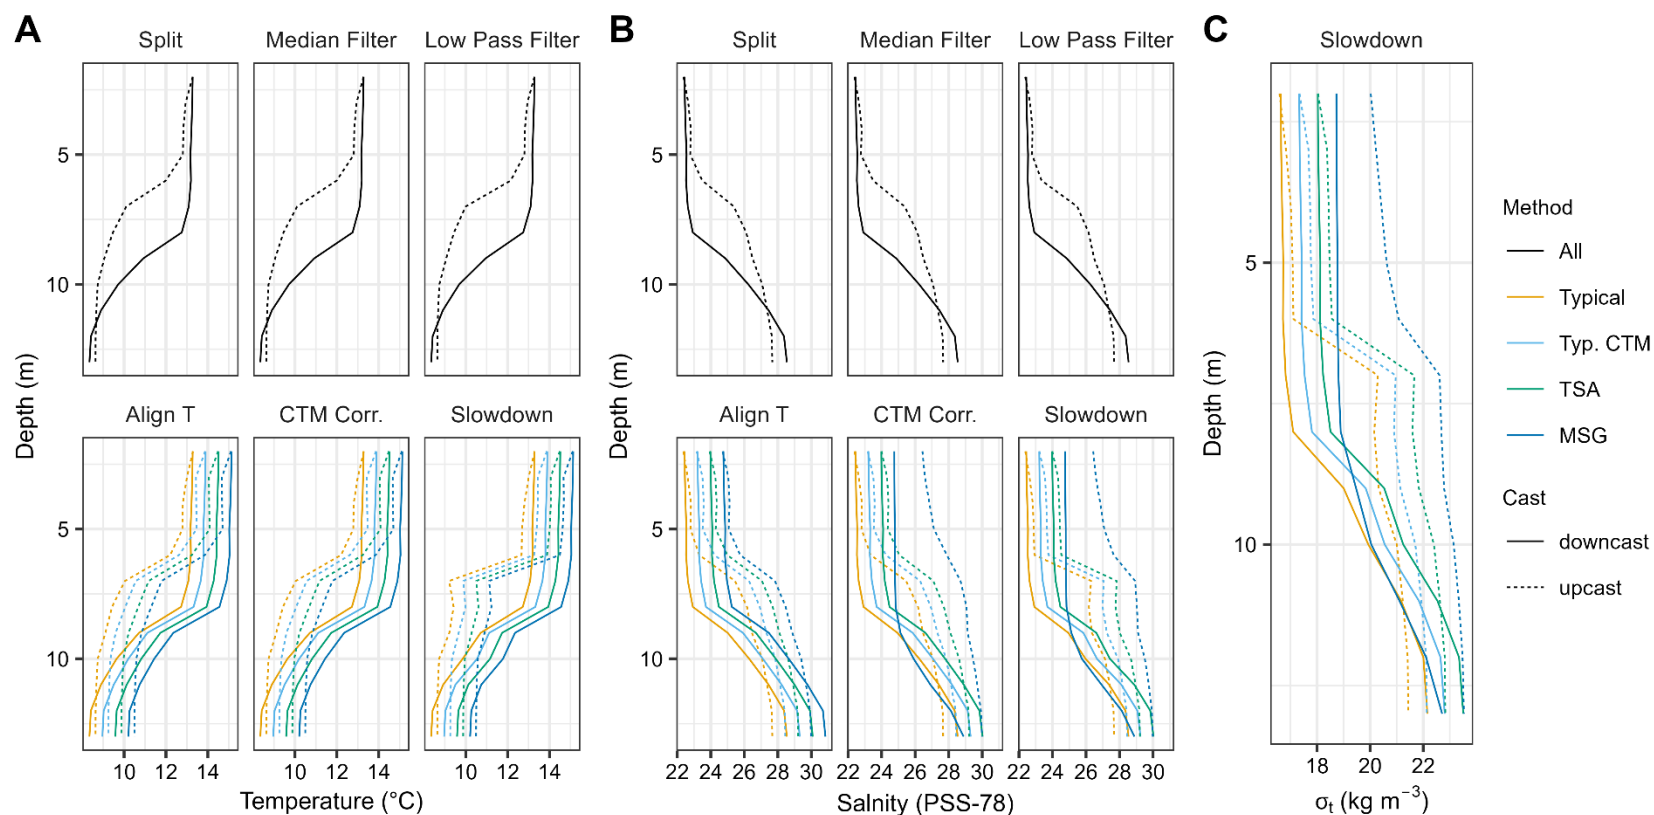 A
Split
Median Filter
Low Pass Filter
5
10
Depth (m)
Align T
CTM Corr.
Slowdown
5
10
10 12 14
10 12 14
10 12 14
Temperature (°C)
B
Split
Median Filter
Low Pass Filter
5
10
Depth (m)
Align T
CTM Corr.
Slowdown
5
10
22 24 26 28 30
22 24 26 28 30
22 24 26 28 30
Salnity (PSS-78)
C
Slowdown
5
10
Depth (m)
18 20 22
σt (kg m⁻³)
Method
All
Typical
Typ. CTM
TSA
MSG
Cast
downcast
upcast